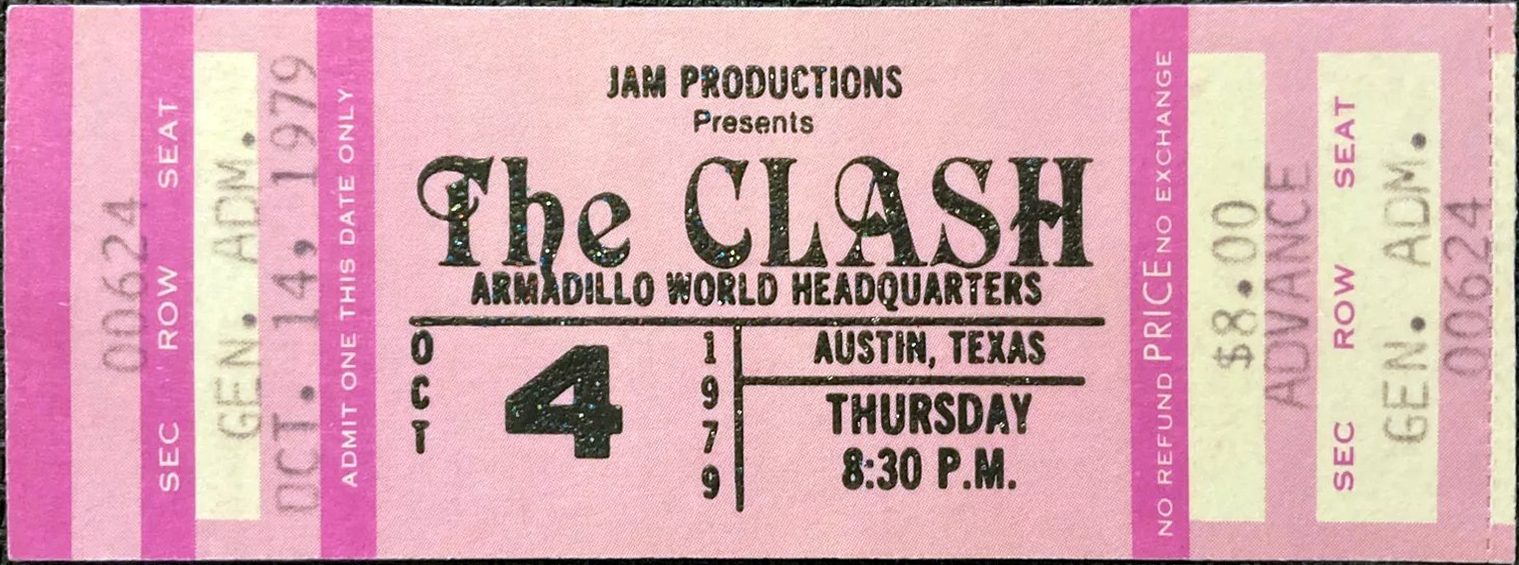 00624
SEC ROW SEAT
GEN. ADM.
OCT. 14, 1979
ADMIT ONE THIS DATE ONLY
JAM PRODUCTIONS
Presents
The CLASH
ARMADILLO WORLD HEADQUARTERS
OCT
4
1979
AUSTIN, TEXAS
THURSDAY
8:30 P.M.
NO REFUND PRICE NO EXCHANGE
$8.00
ADVANCE
SEC ROW SEAT
GEN. ADM.
00624